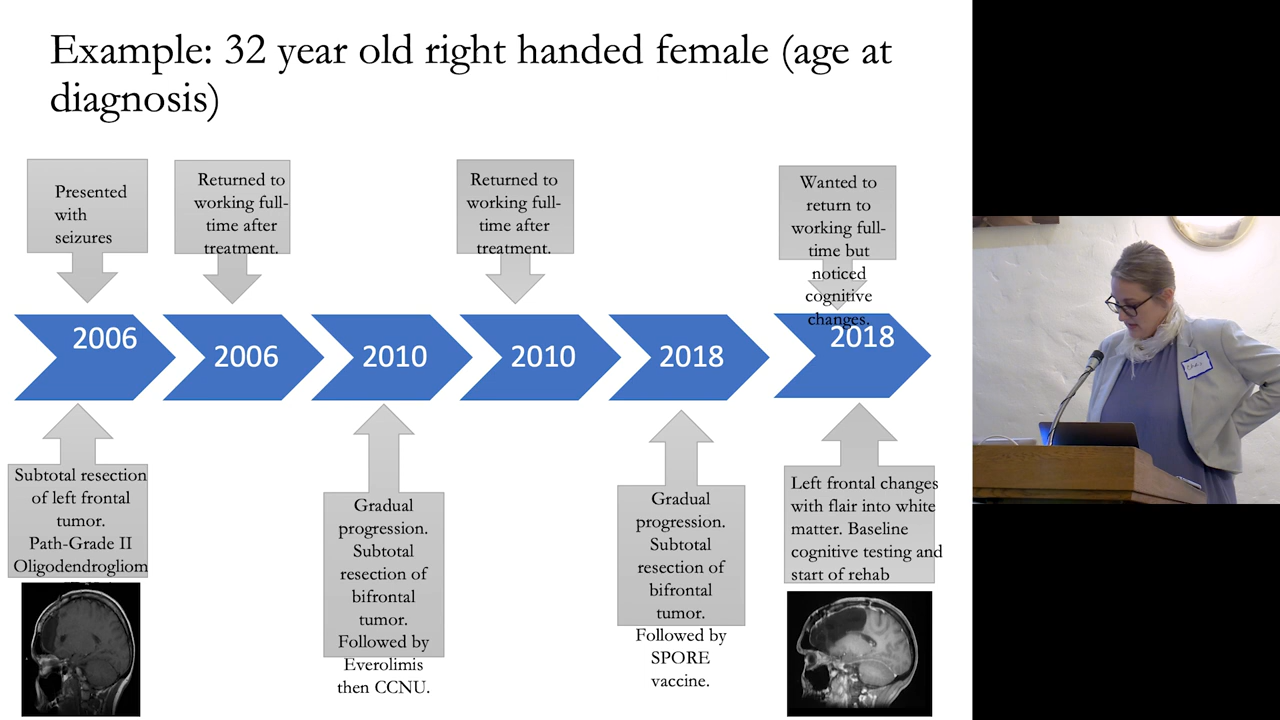 Example: 32 year old right handed female (age at
diagnosis)
Presented
with
seizures
Returned to
working full-
time after
treatment.
Returned to
working full-
time after
treatment.
Wanted to
return to
working full-
time but
noticed
cognitive
changes.
2006
2006
2010
2010
2018
2018
Subtotal resection
of left frontal
tumor.
Path-Grade II
Oligodendrogliom
Gradual
progression.
Subtotal
resection of
bifrontal
tumor.
Followed by
Everolimis
then CCNU.
Gradual
progression.
Subtotal
resection of
bifrontal
tumor.
Followed by
SPORE
vaccine.
Left frontal changes
with flair into white
matter. Baseline
cognitive testing and
start of rehab